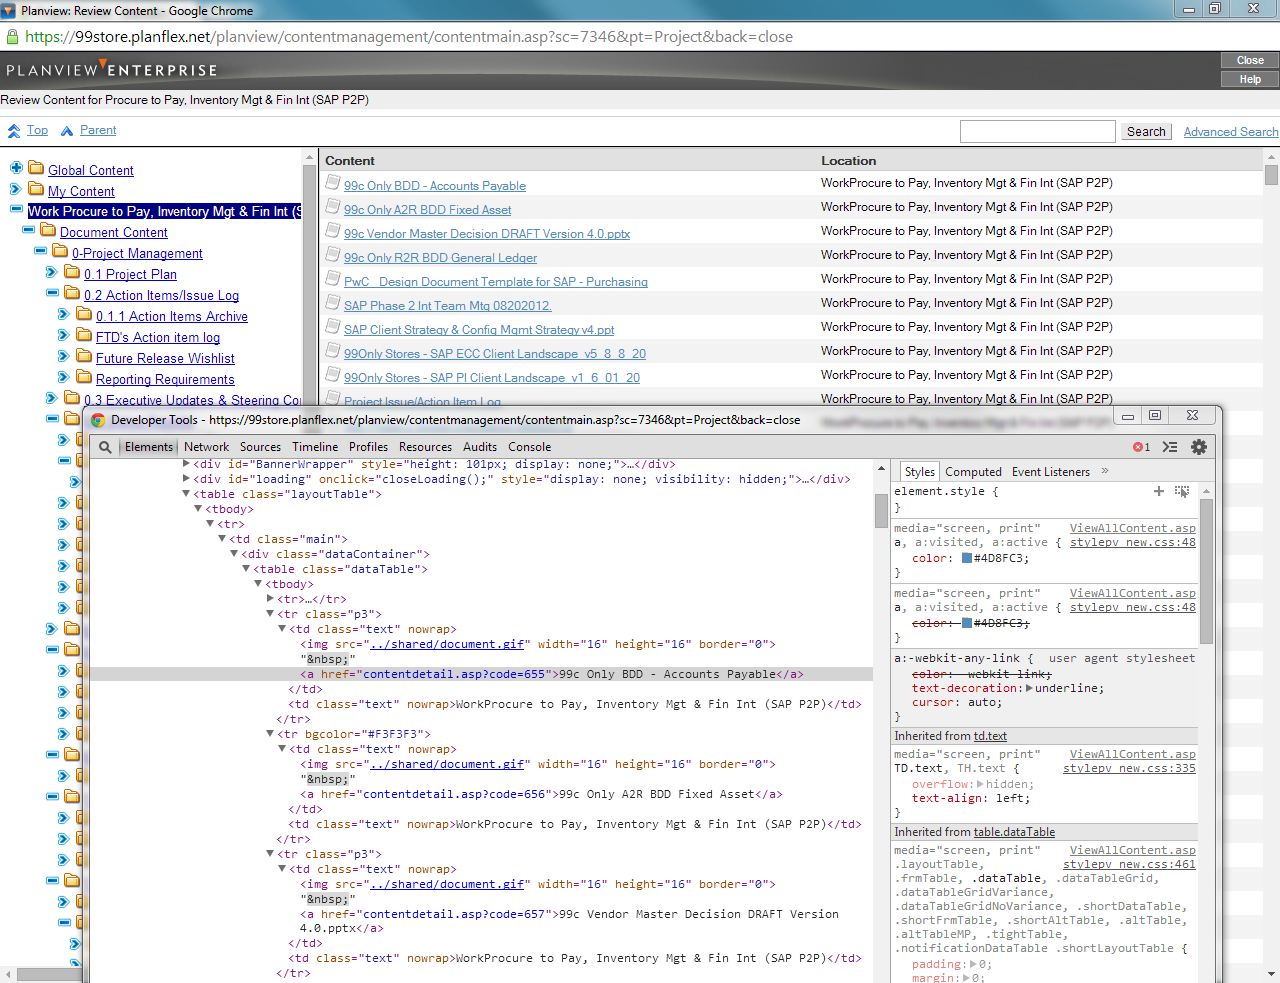 Planview: Review Content - Google Chrome
https://99store.planflex.net/planview/contentmanagement/contentmain.asp?sc=7346&pt=Project&back=close
PLANVIEW ENTERPRISE
Close
Help
Review Content for Procure to Pay, Inventory Mgt & Fin Int (SAP P2P)
Top Parent
Search Advanced Search
Global Content
My Content
Work Procure to Pay, Inventory Mgt & Fin Int (S
Document Content
0-Project Management
0.1 Project Plan
0.2 Action Items/Issue Log
0.1.1 Action Items Archive
FTD's Action item log
Future Release Wishlist
Reporting Requirements
0.3 Executive Updates & Steering Co
Content Location
99c Only BDD - Accounts Payable WorkProcure to Pay, Inventory Mgt & Fin Int (SAP P2P)
99c Only A2R BDD Fixed Asset WorkProcure to Pay, Inventory Mgt & Fin Int (SAP P2P)
99c Vendor Master Decision DRAFT Version 4.0.pptx WorkProcure to Pay, Inventory Mgt & Fin Int (SAP P2P)
99c Only R2R BDD General Ledger WorkProcure to Pay, Inventory Mgt & Fin Int (SAP P2P)
PwC_ Design Document Template for SAP - Purchasing WorkProcure to Pay, Inventory Mgt & Fin Int (SAP P2P)
SAP Phase 2 Int Team Mtg 08202012. WorkProcure to Pay, Inventory Mgt & Fin Int (SAP P2P)
SAP Client Strategy & Config Mgmt Strategy v4.ppt WorkProcure to Pay, Inventory Mgt & Fin Int (SAP P2P)
99Only Stores - SAP ECC Client Landscape_v5_8_8_20 WorkProcure to Pay, Inventory Mgt & Fin Int (SAP P2P)
99Only Stores - SAP PI Client Landscape_v1_6_01_20 WorkProcure to Pay, Inventory Mgt & Fin Int (SAP P2P)
Project Issue/Action Item Log WorkProcure to Pay, Inventory Mgt & Fin Int (SAP P2P)
Developer Tools - https://99store.planflex.net/planview/contentmanagement/contentmain.asp?sc=7346&pt=Project&back=close
Elements Network Sources Timeline Profiles Resources Audits Console 1
<div id="BannerWrapper" style="height: 101px; display: none;">…</div>
<div id="loading" onclick="closeLoading();" style="display: none; visibility: hidden;">…</div>
<table class="layoutTable">
<tbody>
<tr>
<td class="main">
<div class="dataContainer">
<table class="dataTable">
<tbody>
<tr>…</tr>
<tr class="p3">
<td class="text" nowrap>
<img src="../shared/document.gif" width="16" height="16" border="0">
"&nbsp;"
<a href="contentdetail.asp?code=655">99c Only BDD - Accounts Payable</a>
</td>
<td class="text" nowrap>WorkProcure to Pay, Inventory Mgt & Fin Int (SAP P2P)</td>
</tr>
<tr bgcolor="#F3F3F3">
<td class="text" nowrap>
<img src="../shared/document.gif" width="16" height="16" border="0">
"&nbsp;"
<a href="contentdetail.asp?code=656">99c Only A2R BDD Fixed Asset</a>
</td>
<td class="text" nowrap>WorkProcure to Pay, Inventory Mgt & Fin Int (SAP P2P)</td>
</tr>
<tr class="p3">
<td class="text" nowrap>
<img src="../shared/document.gif" width="16" height="16" border="0">
"&nbsp;"
<a href="contentdetail.asp?code=657">99c Vendor Master Decision DRAFT Version
4.0.pptx</a>
</td>
<td class="text" nowrap>WorkProcure to Pay, Inventory Mgt & Fin Int (SAP P2P)</td>
</tr>
Styles Computed Event Listeners »
element.style {
}
media="screen, print" ViewAllContent.asp
a, a:visited, a:active { stylepv_new.css:48
color: #4D8FC3;
}
media="screen, print" ViewAllContent.asp
a, a:visited, a:active { stylepv_new.css:48
color: #4D8FC3;
}
a:-webkit-any-link { user agent stylesheet
color: -webkit-link;
text-decoration: underline;
cursor: auto;
}
Inherited from td.text
media="screen, print" ViewAllContent.asp
TD.text, TH.text { stylepv_new.css:335
overflow: hidden;
text-align: left;
}
Inherited from table.dataTable
media="screen, print" ViewAllContent.asp
.layoutTable, stylepv_new.css:461
.frmTable, .dataTable, .dataTableGrid,
.dataTableGridVariance,
.dataTableGridNoVariance, .shortDataTable,
.shortFrmTable, .shortAltTable, .altTable,
.altTableMP, .tightTable,
.notificationDataTable .shortLayoutTable {
padding: 0;
margin: 0;